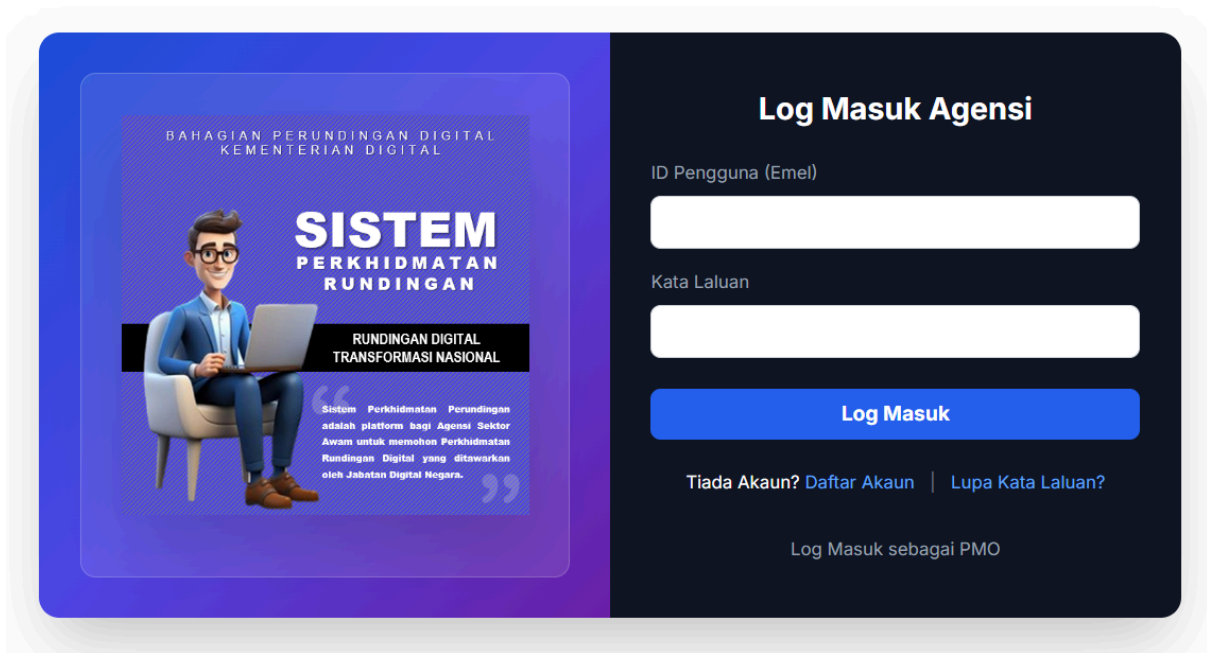 BAHAGIAN PERUNDINGAN DIGITAL
KEMENTERIAN DIGITAL
SISTEM
PERKHIDMATAN
RUNDINGAN
RUNDINGAN DIGITAL
TRANSFORMASI NASIONAL
Sistem Perkhidmatan Perundingan
adalah platform bagi Agensi Sektor
Awam untuk memohon Perkhidmatan
Rundingan Digital yang ditawarkan
oleh Jabatan Digital Negara.
Log Masuk Agensi
ID Pengguna (Emel)
Kata Laluan
Log Masuk
Tiada Akaun? Daftar Akaun | Lupa Kata Laluan?
Log Masuk sebagai PMO